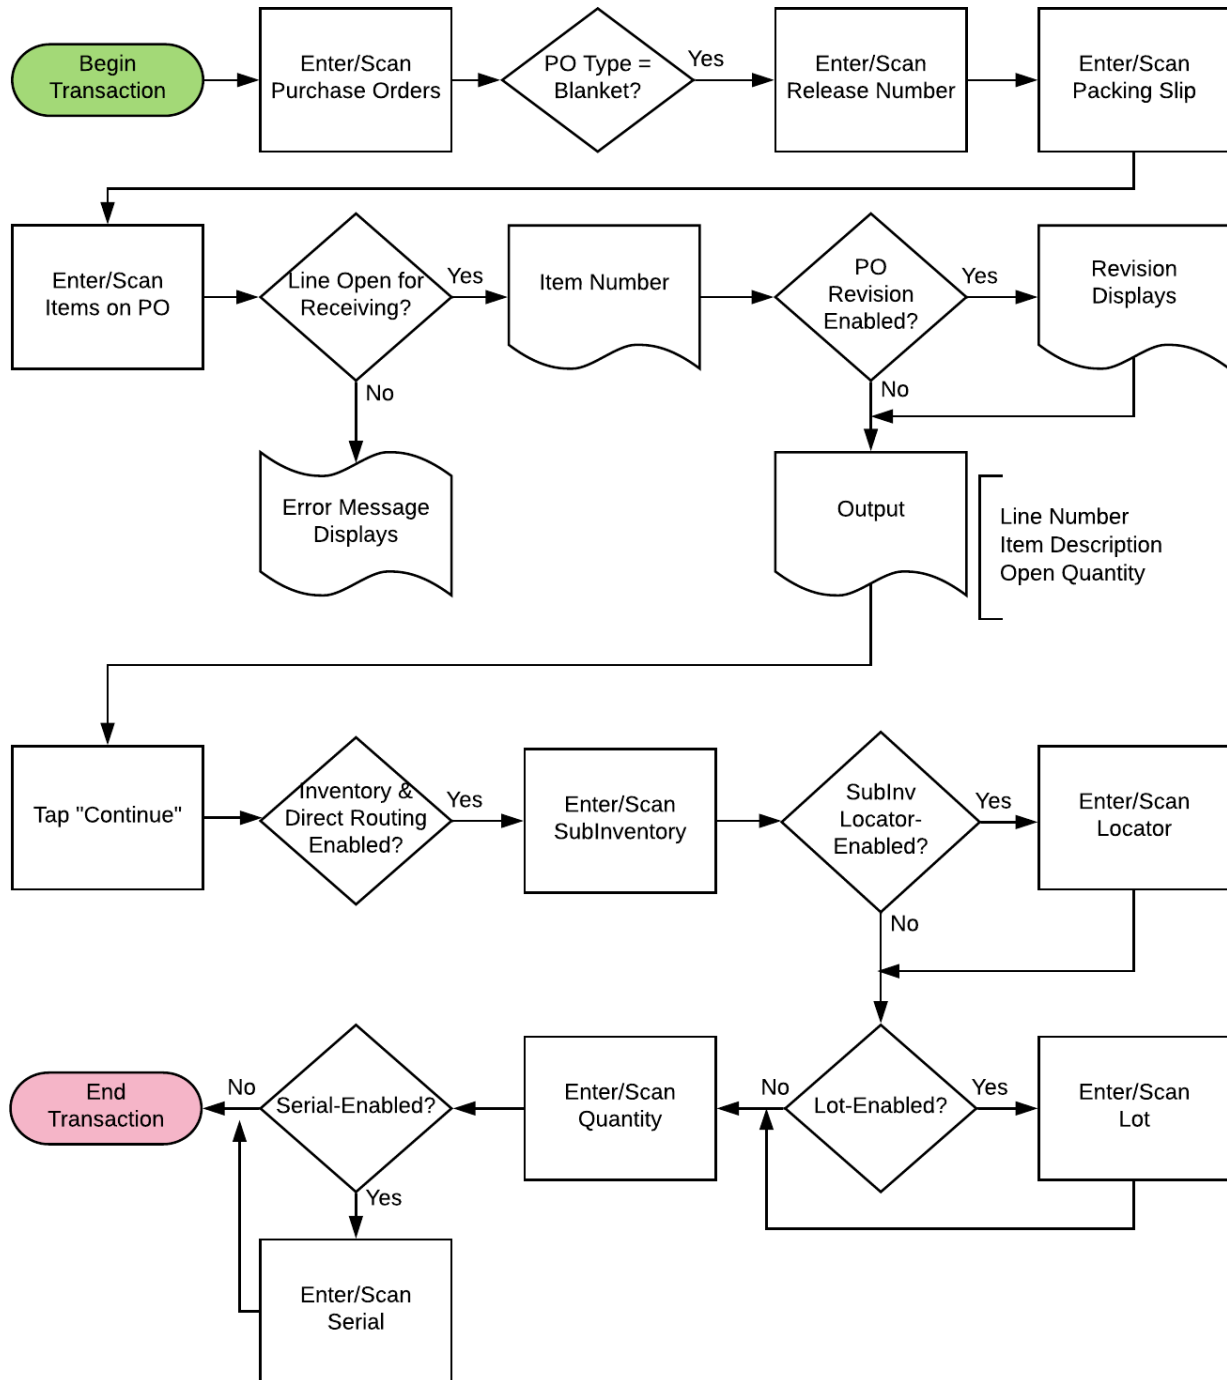 Begin
Transaction
Enter/Scan
Purchase Orders
PO Type =
Blanket?
Yes
Enter/Scan
Release Number
Enter/Scan
Packing Slip
Enter/Scan
Items on PO
Line Open for
Receiving?
Yes
No
Item Number
PO
Revision
Enabled?
Yes
No
Revision
Displays
Error Message
Displays
Output
Line Number
Item Description
Open Quantity
Tap "Continue"
Inventory &
Direct Routing
Enabled?
Yes
Enter/Scan
SubInventory
SubInv
Locator-
Enabled?
Yes
No
Enter/Scan
Locator
End
Transaction
No
Serial-Enabled?
Yes
Enter/Scan
Quantity
No
Lot-Enabled?
Yes
Enter/Scan
Lot
Enter/Scan
Serial